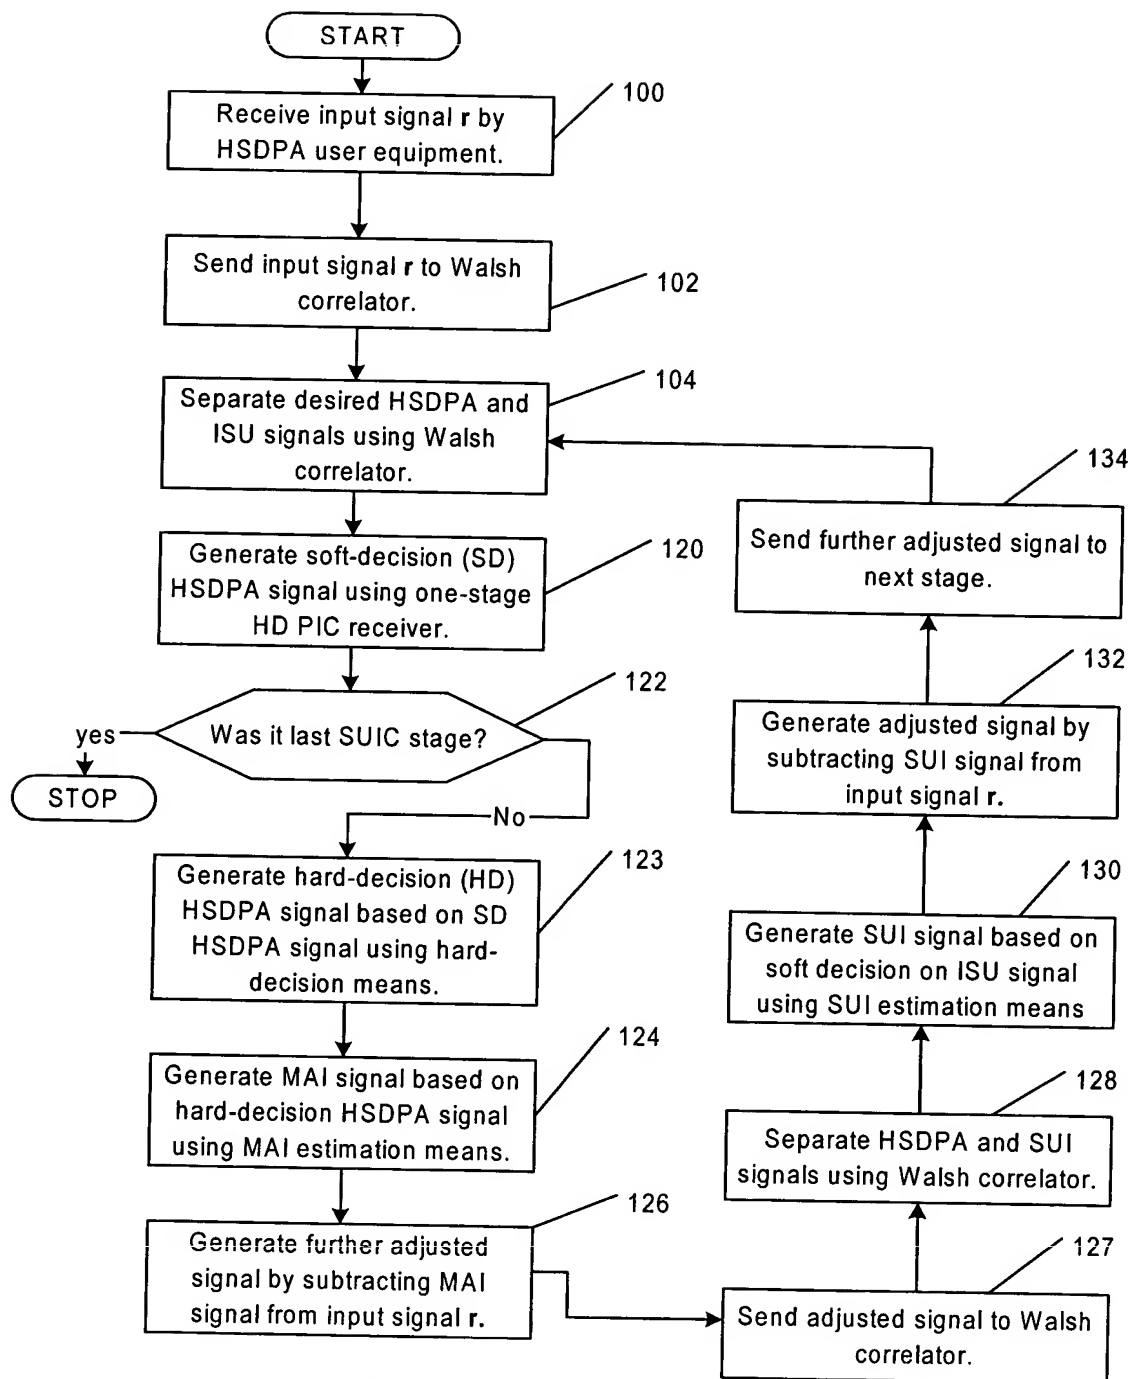 START
100
Receive input signal r by
HSDPA user equipment.
Send input signal r to Walsh
correlator.
102
104
Separate desired HSDPA and
ISU signals using Walsh
correlator.
Generate soft-decision (SD)
HSDPA signal using one-stage
HD PIC receiver.
120
122
Was it last SUIC stage?
yes
STOP
No
123
Generate hard-decision (HD)
HSDPA signal based on SD
HSDPA signal using hard-
decision means.
124
Generate MAI signal based on
hard-decision HSDPA signal
using MAI estimation means.
126
Generate further adjusted
signal by subtracting MAI
signal from input signal r.
127
Send adjusted signal to Walsh
correlator.
128
Separate HSDPA and SUI
signals using Walsh correlator.
130
Generate SUI signal based on
soft decision on ISU signal
using SUI estimation means
132
Generate adjusted signal by
subtracting SUI signal from
input signal r.
134
Send further adjusted signal to
next stage.